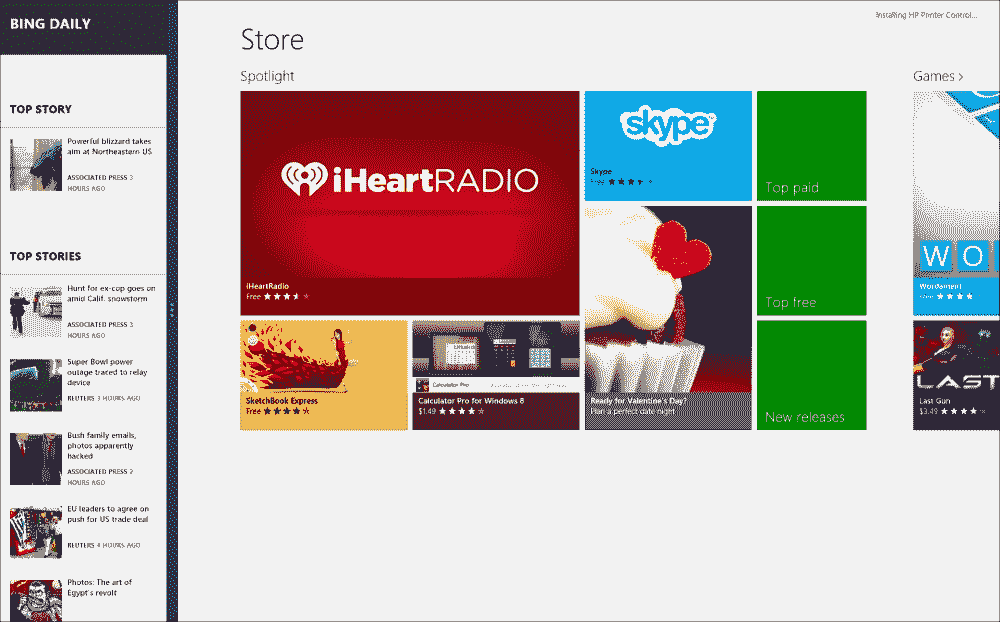 BING DAILY
TOP STORY
Powerful blizzard takes
aim at Northeastern US
ASSOCIATED PRESS 3
HOURS AGO
TOP STORIES
Hunt for ex-cop goes on
amid Calif. snowstorm
ASSOCIATED PRESS 3
HOURS AGO
Super Bowl power
outage traced to relay
device
REUTERS 3 HOURS AGO
Bush family emails,
photos apparently
hacked
ASSOCIATED PRESS 2
HOURS AGO
EU leaders to agree on
push for US trade deal
REUTERS 4 HOURS AGO
Photos: The art of
Egypt's revolt
Installing HP Printer Control...
Store
Spotlight
iHeartRADIO
iHeartRadio
Free
skype
Skype
Free
Top paid
Top free
New releases
SketchBook Express
Free
Calculator Pro
Calculator Pro for Windows 8
$1.49
Ready for Valentine's Day?
Plan a perfect date night
Games >
WO
Wordament
Free
LAST
Last Gun
$3.49